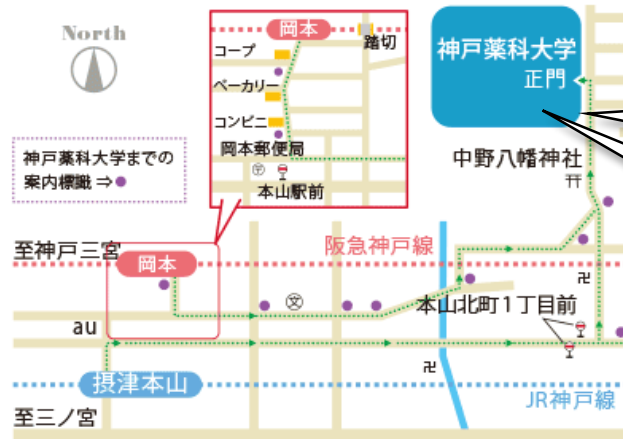 North
神戸薬科大学までの
案内標識 ⇒
岡本
踏切
コープ
ベーカリー
コンビニ
岡本郵便局
文
本山駅前
神戸薬科大学
正門
中野八幡神社
至神戸三宮
岡本
阪急神戸線
文
卍
本山北町1丁目前
au
卍
摂津本山
JR神戸線
至三ノ宮